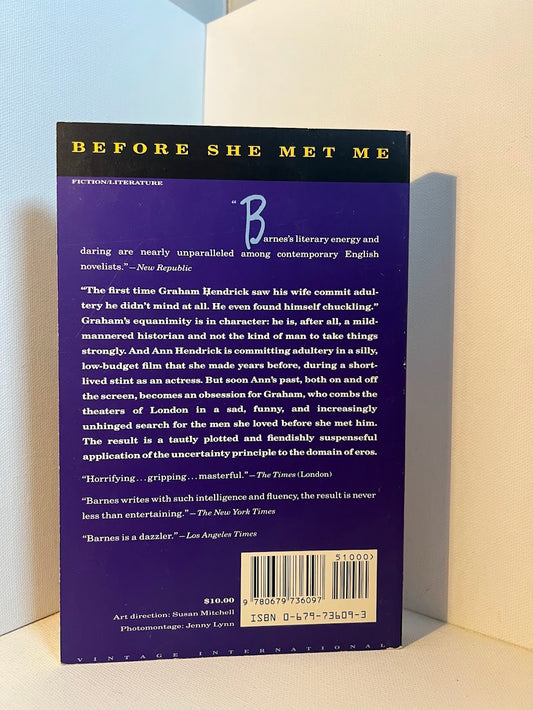 BEFORE SHE MET ME
FICTION/LITERATURE
“Barnes's literary energy and
daring are nearly unparalleled among contemporary English
novelists.”—New Republic
“The first time Graham Hendrick saw his wife commit adul-
tery he didn't mind at all. He even found himself chuckling.”
Graham's equanimity is in character: he is, after all, a mild-
mannered historian and not the kind of man to take things
strongly. And Ann Hendrick is committing adultery in a silly,
low-budget film that she made years before, during a short-
lived stint as an actress. But soon Ann's past, both on and off
the screen, becomes an obsession for Graham, who combs the
theaters of London in a sad, funny, and increasingly
unhinged search for the men she loved before she met him.
The result is a tautly plotted and fiendishly suspenseful
application of the uncertainty principle to the domain of eros.
“Horrifying...gripping...masterful.”—The Times (London)
“Barnes writes with such intelligence and fluency, the result is never
less than entertaining.”—The New York Times
“Barnes is a dazzler.”—Los Angeles Times
51000>
$10.00
9 780679 736097
Art direction: Susan Mitchell
ISBN 0-679-73609-3
Photomontage: Jenny Lynn
VINTAGE INTERNATIONAL